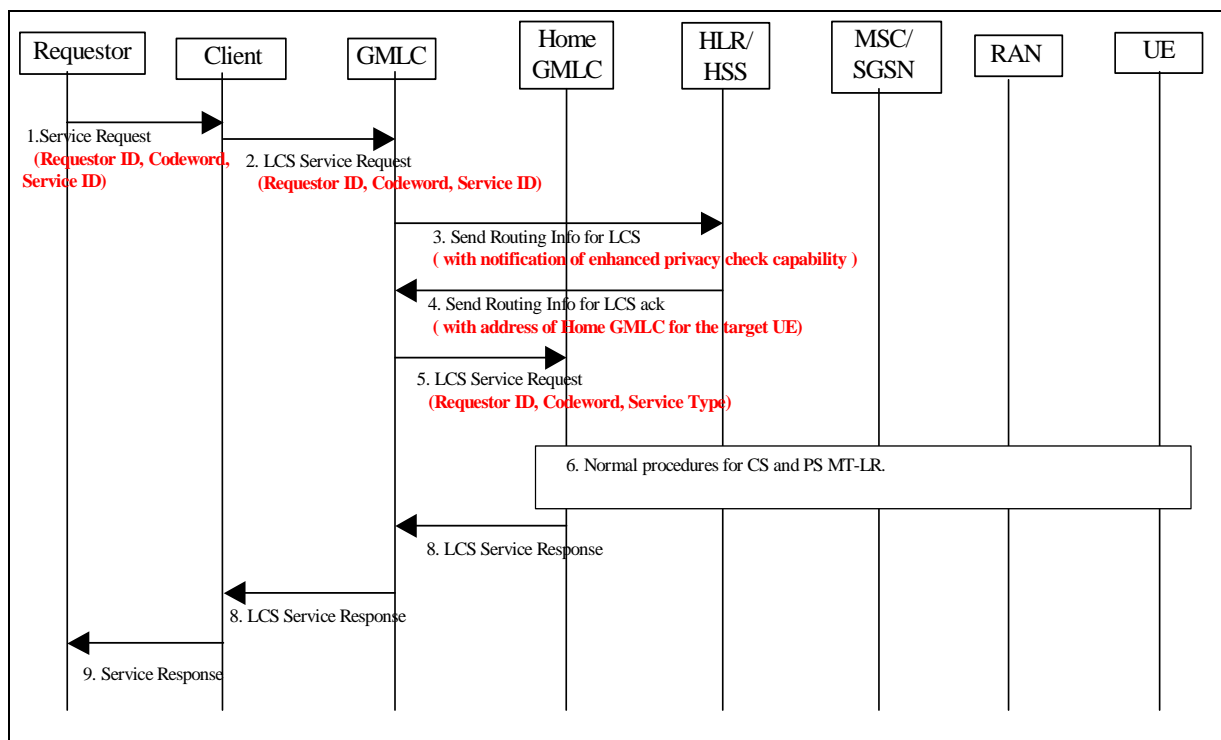 Requestor
Client
GMLC
Home
GMLC
HLR/
HSS
MSC/
SGSN
RAN
UE
1.Service Request
(Requestor ID, Codeword,
Service ID)
2. LCS Service Request
(Requestor ID, Codeword, Service ID)
3. Send Routing Info for LCS
( with notification of enhanced privacy check capability )
4. Send Routing Info for LCS ack
( with address of Home GMLC for the target UE)
5. LCS Service Request
(Requestor ID, Codeword, Service Type)
6. Normal procedures for CS and PS MT-LR.
8. LCS Service Response
8. LCS Service Response
9. Service Response